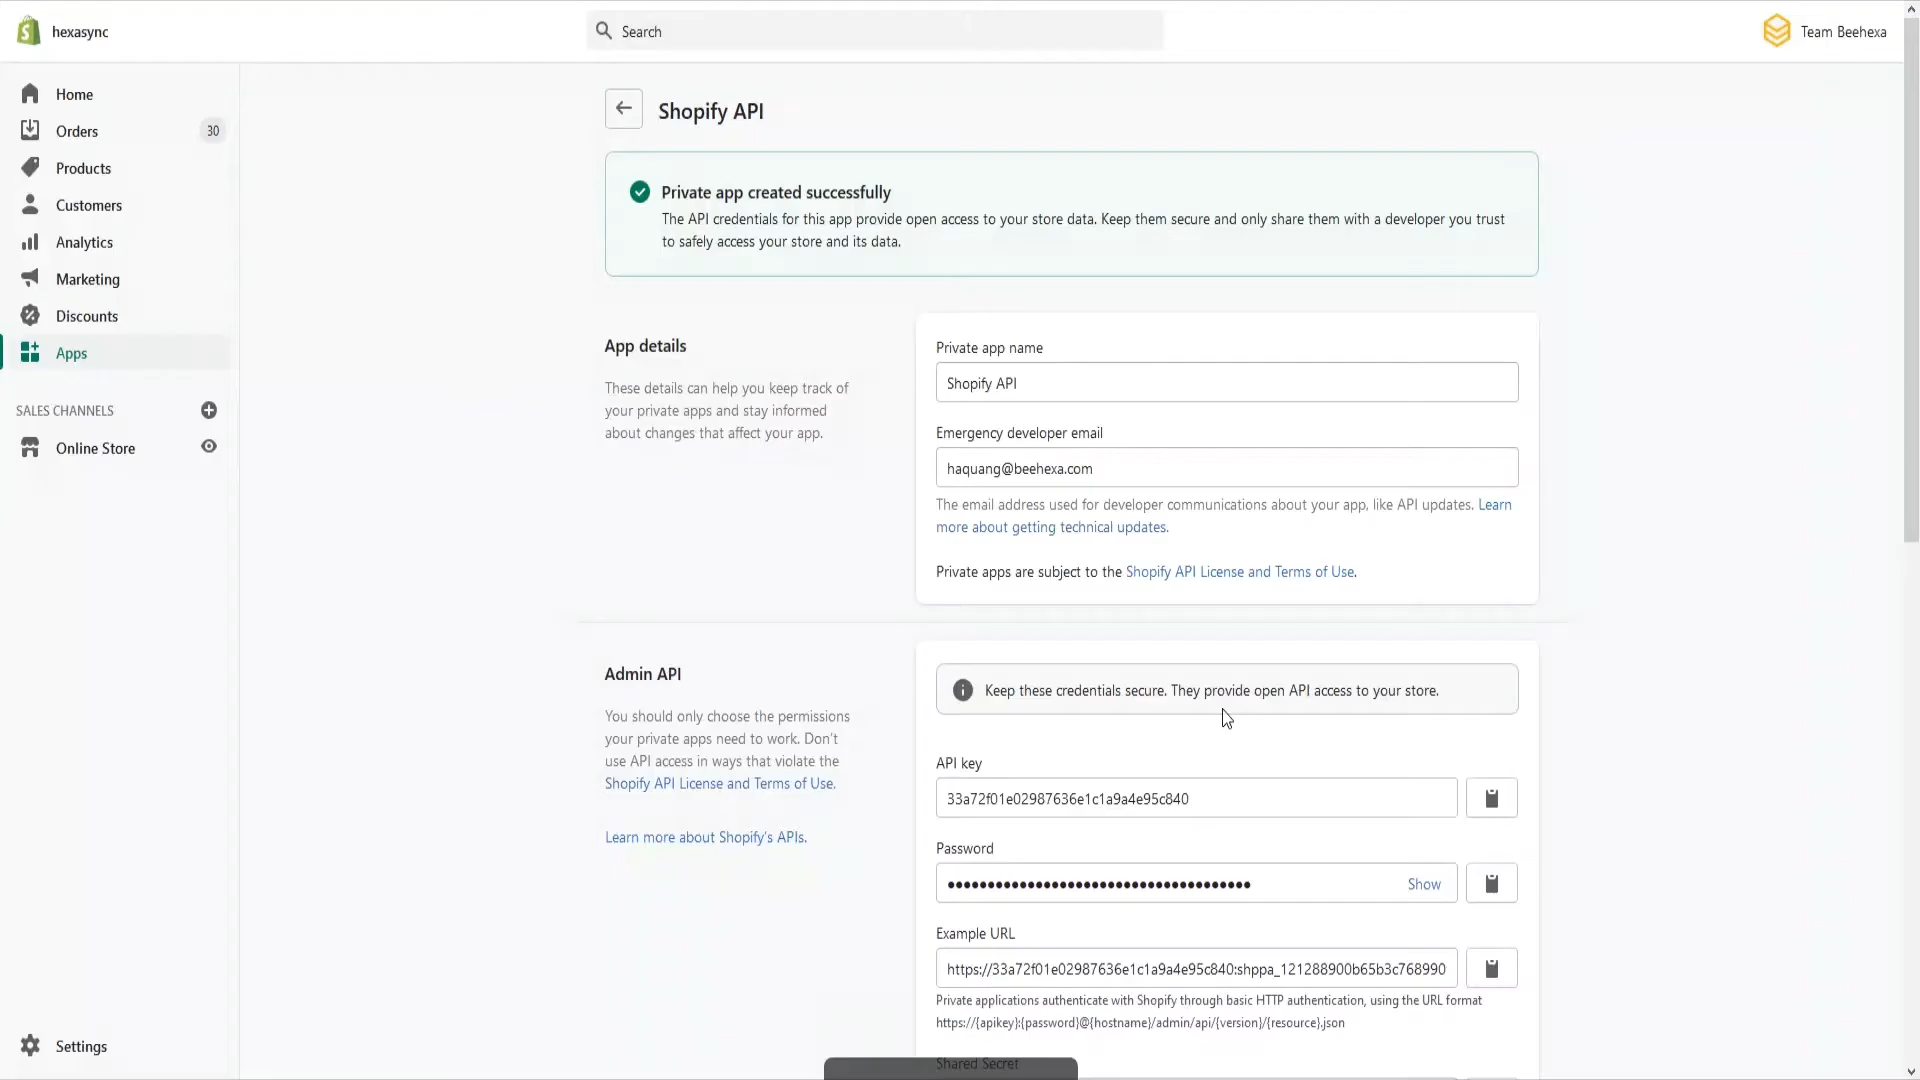 hexasync
Search
Team Beehexa
Home
Orders 30
Products
Customers
Analytics
Marketing
Discounts
Apps
SALES CHANNELS
Online Store
Settings
Shopify API
Private app created successfully
The API credentials for this app provide open access to your store data. Keep them secure and only share them with a developer you trust
to safely access your store and its data.
App details
These details can help you keep track of
your private apps and stay informed
about changes that affect your app.
Private app name
Shopify API
Emergency developer email
haquang@beehexa.com
The email address used for developer communications about your app, like API updates. Learn
more about getting technical updates.
Private apps are subject to the Shopify API License and Terms of Use.
Admin API
You should only choose the permissions
your private apps need to work. Don't
use API access in ways that violate the
Shopify API License and Terms of Use.
Learn more about Shopify's APIs.
Keep these credentials secure. They provide open API access to your store.
API key
33a72f01e02987636e1c1a9a4e95c840
Password
••••••••••••••••••••••••••••••••••••••
Show
Example URL
https://33a72f01e02987636e1c1a9a4e95c840:shppa_121288900b65b3c768990
Private applications authenticate with Shopify through basic HTTP authentication, using the URL format
https://{apikey}:{password}@{hostname}/admin/api/{version}/{resource}.json
Shared Secret